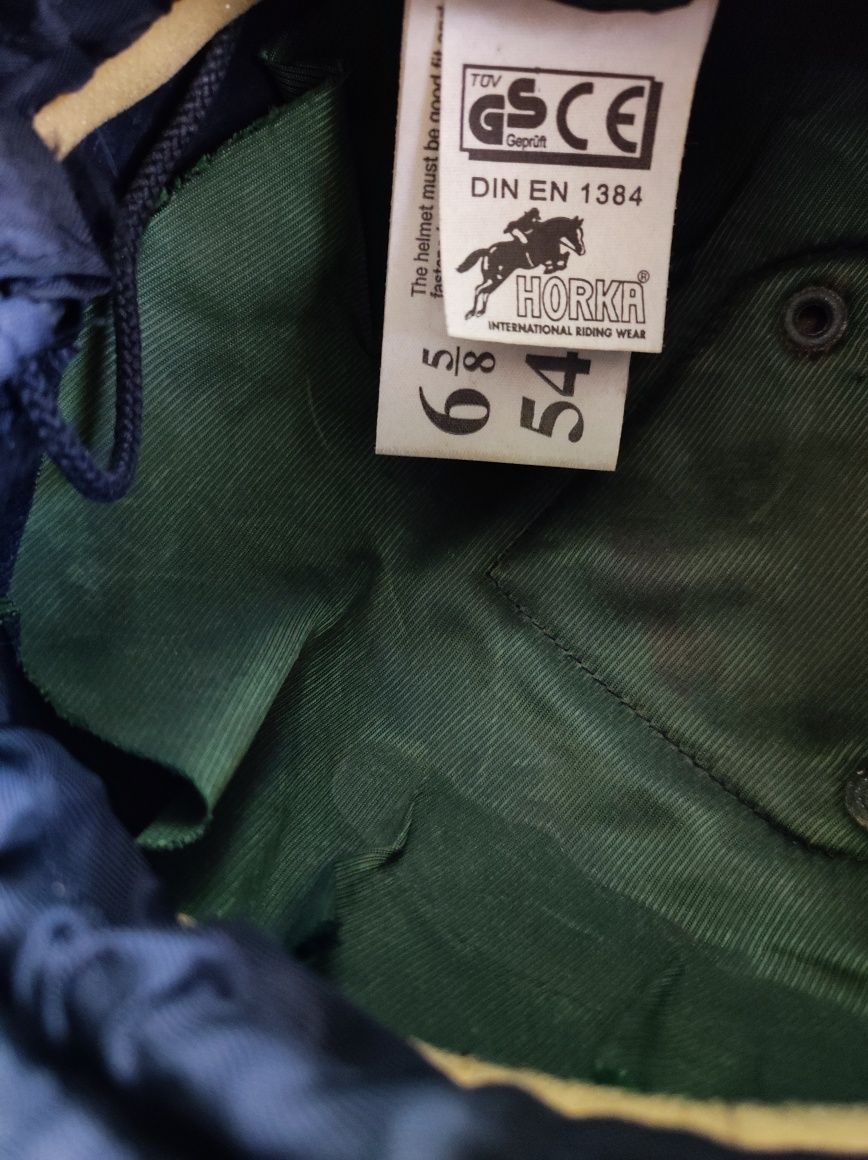 TÜV
GS CE
Geprüft
DIN EN 1384
HORKA®
INTERNATIONAL RIDING WEAR
The helmet must be good fit and
6 5/8
54